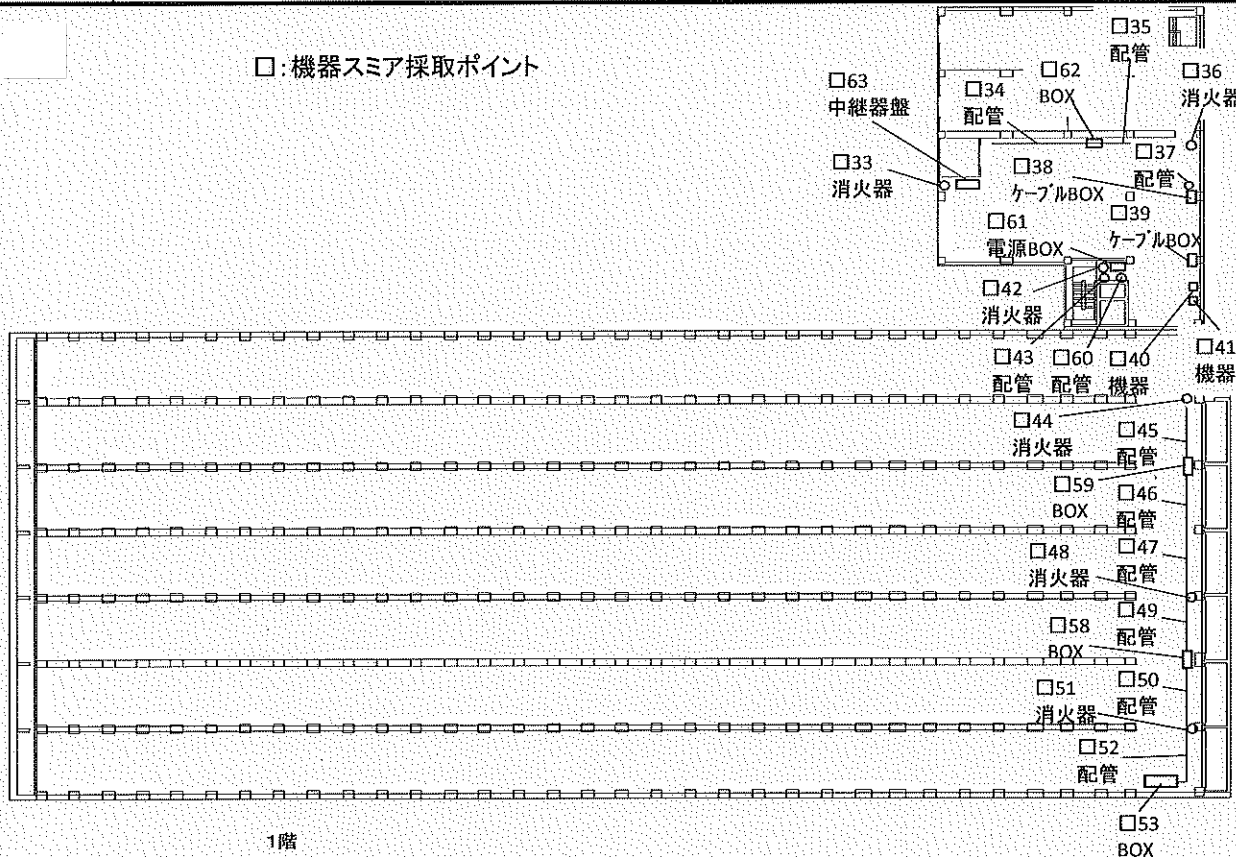 □:機器スミア採取ポイント
□35
配管
□36
消火器
□62
BOX
□63
中継器盤
□34
配管
□37
配管
□33
消火器
□38
ケーブルBOX
□39
ケーブルBOX
□61
電源BOX
□42
消火器
□43
配管
□60
配管
□40
機器
□41
機器
□44
消火器
□45
配管
□59
BOX
□46
配管
□48
消火器
□47
配管
□49
配管
□58
BOX
□50
配管
□51
消火器
□52
配管
□53
BOX
1階